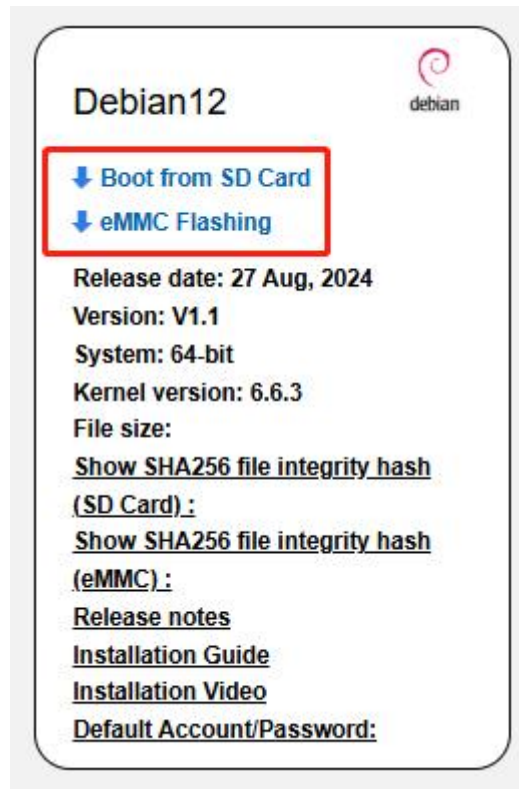 Debian12
debian
Boot from SD Card
eMMC Flashing
Release date: 27 Aug, 2024
Version: V1.1
System: 64-bit
Kernel version: 6.6.3
File size:
Show SHA256 file integrity hash
(SD Card) :
Show SHA256 file integrity hash
(eMMC) :
Release notes
Installation Guide
Installation Video
Default Account/Password: